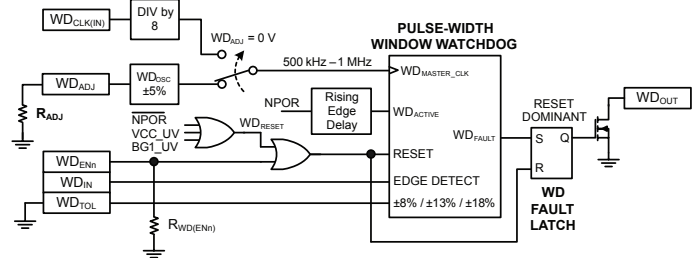 WDCLK(IN)
DIV by
8
WDADJ = 0 V
PULSE-WIDTH
WINDOW WATCHDOG
500 kHz – 1 MHz
WDMASTER_CLK
WDADJ
WDOSC
±5%
RADJ
NPOR
Rising
Edge
Delay
WDACTIVE
WDOUT
RESET
DOMINANT
NPOR
VCC_UV
BG1_UV
WDRESET
WDFAULT
S Q
R
WDENn
RESET
WDIN
EDGE DETECT
WDTOL
±8% / ±13% / ±18%
WD
FAULT
LATCH
RWD(ENn)